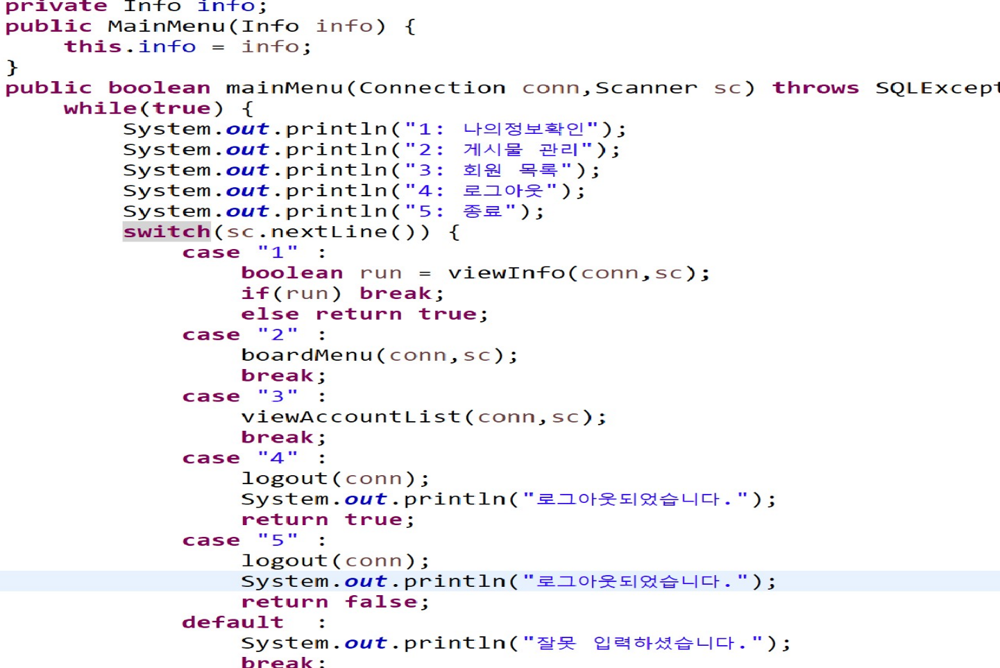 private Info info;
public MainMenu(Info info) {
    this.info = info;
}
public boolean mainMenu(Connection conn,Scanner sc) throws SQLExcept
    while(true) {
        System.out.println("1: 나의정보확인");
        System.out.println("2: 게시물 관리");
        System.out.println("3: 회원 목록");
        System.out.println("4: 로그아웃");
        System.out.println("5: 종료");
        switch(sc.nextLine()) {
            case "1" :
                boolean run = viewInfo(conn,sc);
                if(run) break;
                else return true;
            case "2" :
                boardMenu(conn,sc);
                break;
            case "3" :
                viewAccountList(conn,sc);
                break;
            case "4" :
                logout(conn);
                System.out.println("로그아웃되었습니다.");
                return true;
            case "5" :
                logout(conn);
                System.out.println("로그아웃되었습니다.");
                return false;
            default  :
                System.out.println("잘못 입력하셨습니다.");
                break;